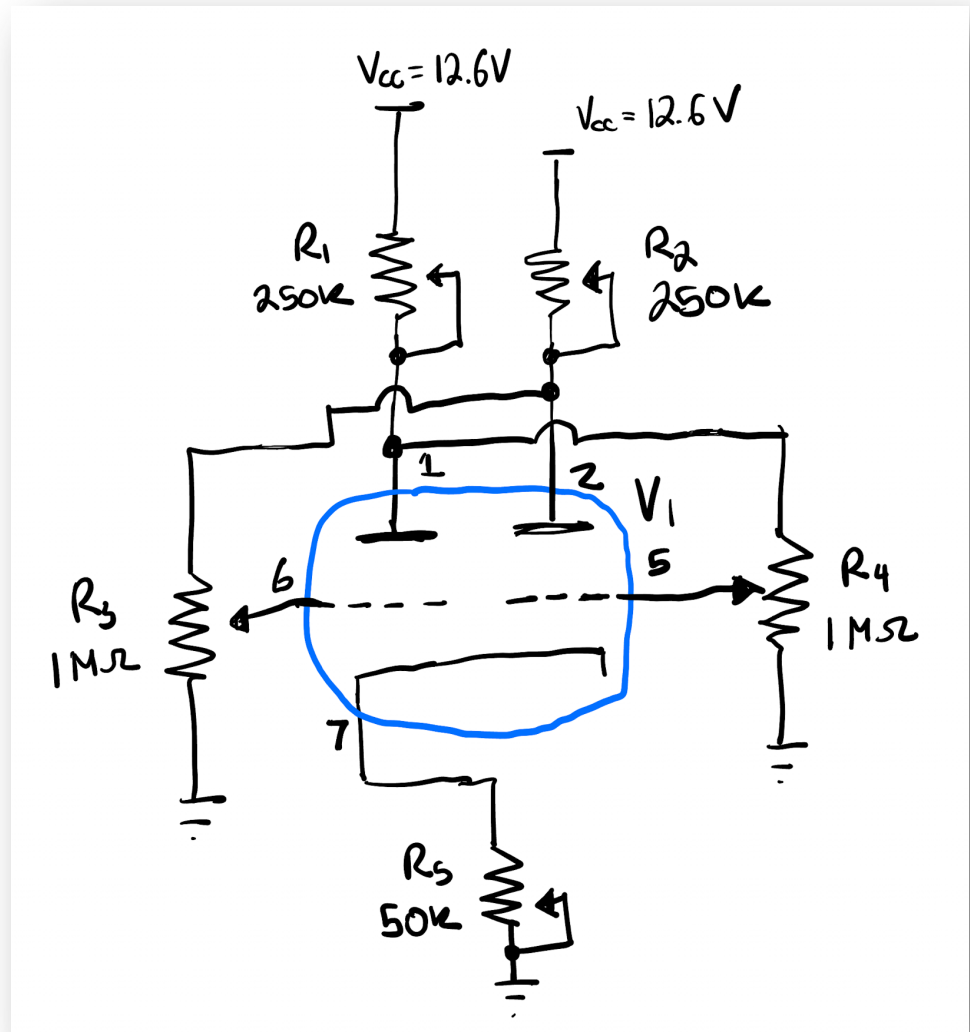 Vcc = 12.6V
Vcc = 12.6V
R1
250K
R2
250K
1
2
V1
6
5
R3
1MΩ
R4
1MΩ
7
R5
50K